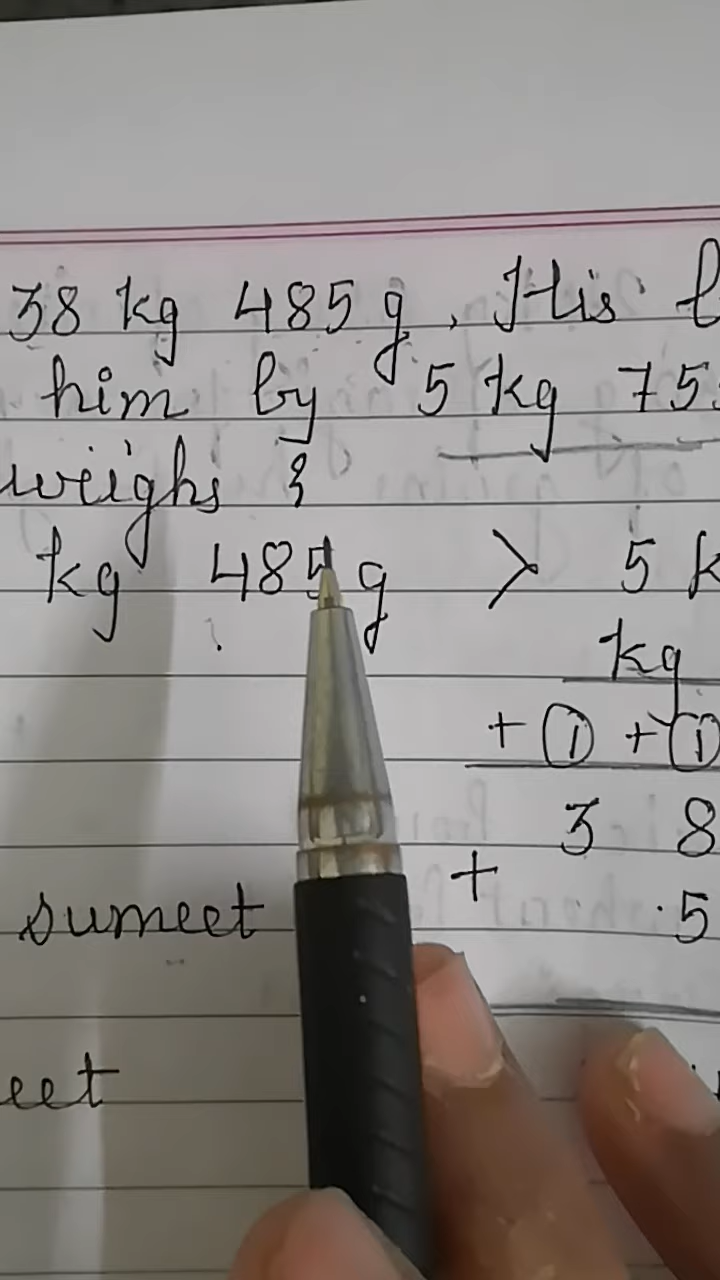 38 kg 485 g, His
him by 5 kg 75
weighs ?
kg 485 g > 5 k
kg
+ 1 + 1
3 8
sumeet +
.5
eet